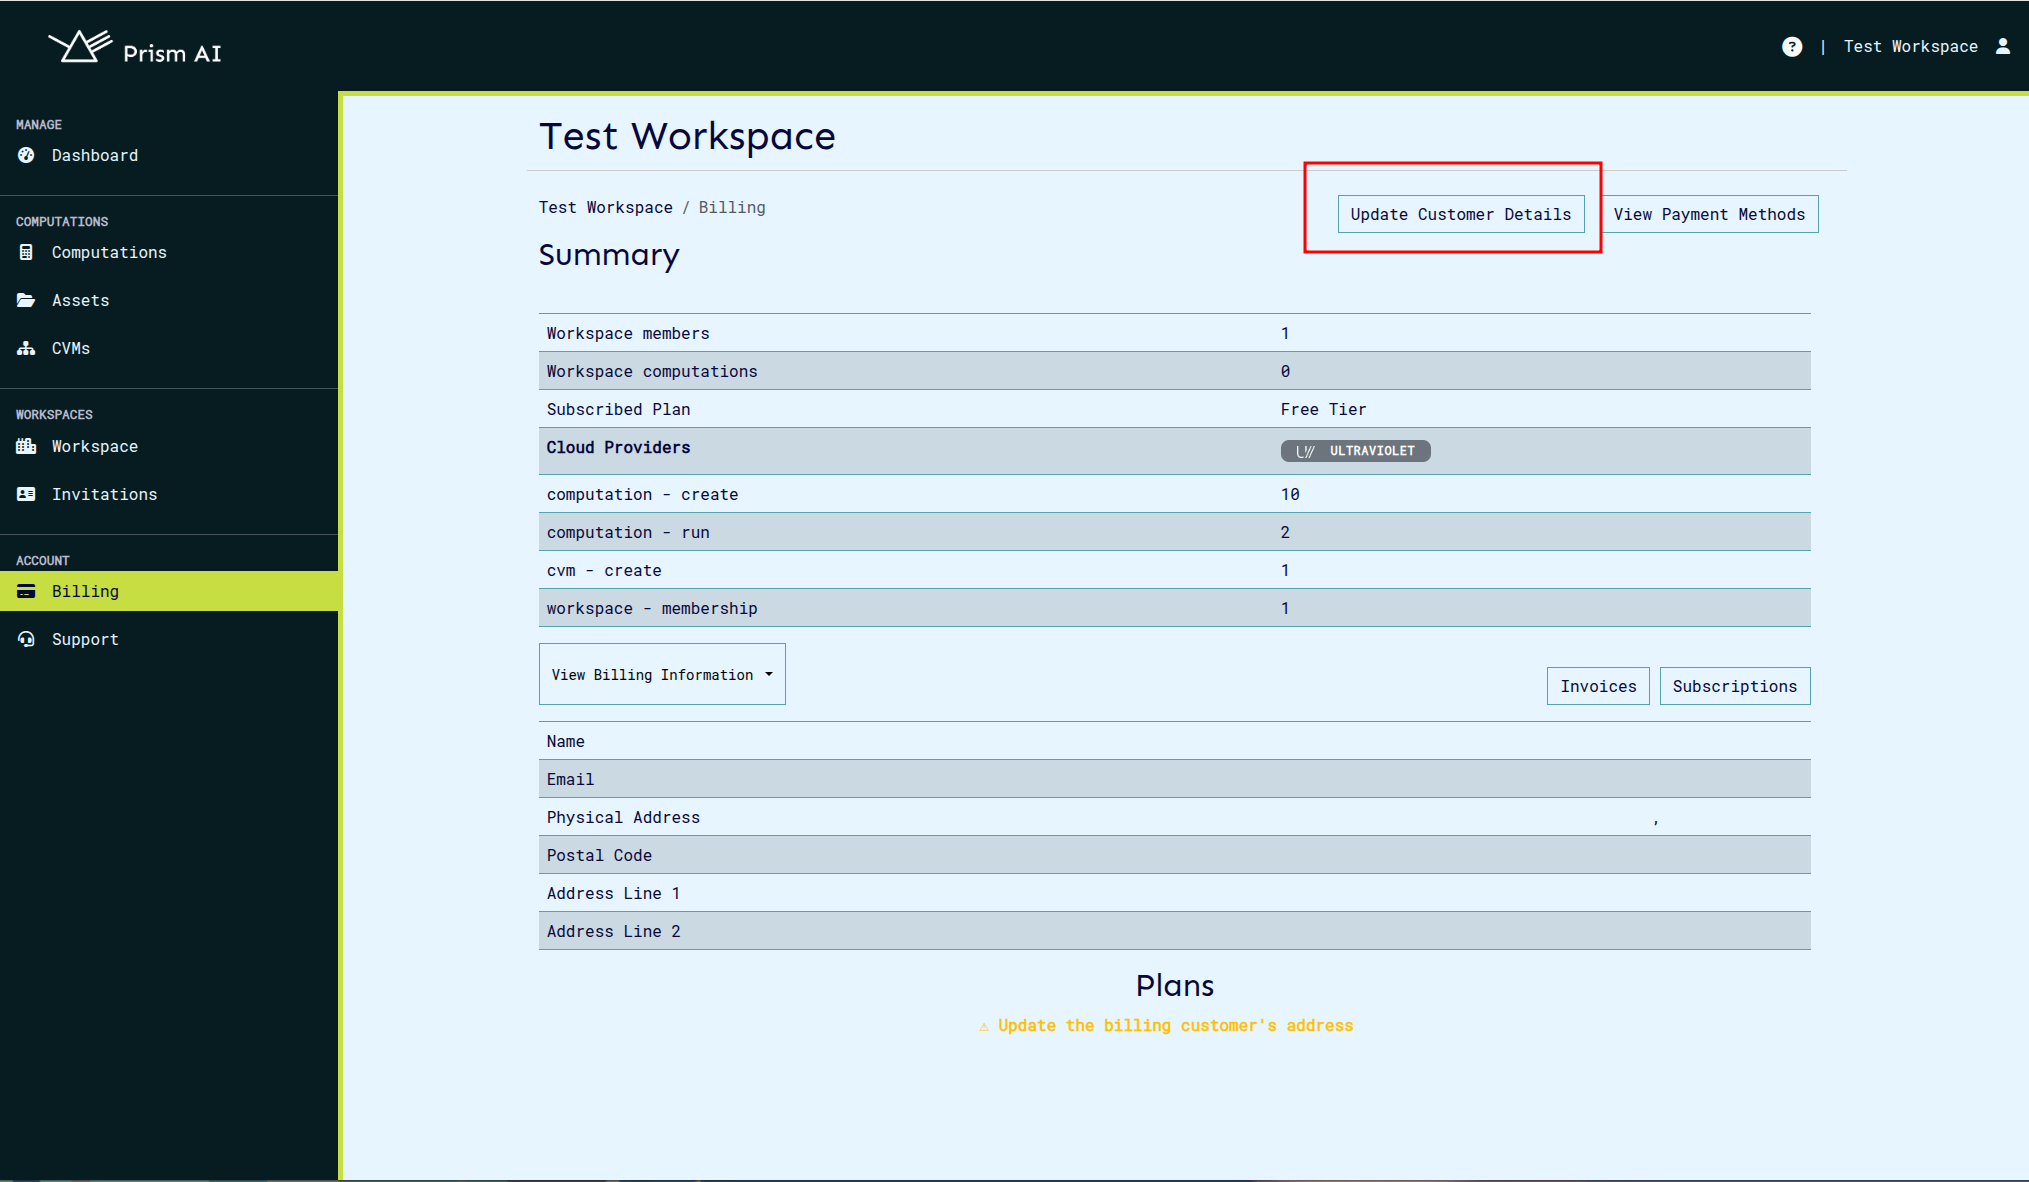 Prism AI
? | Test Workspace
MANAGE
Dashboard
COMPUTATIONS
Computations
Assets
CVMs
WORKSPACES
Workspace
Invitations
ACCOUNT
Billing
Support
Test Workspace
Test Workspace / Billing
Update Customer Details
View Payment Methods
Summary
Workspace members 1
Workspace computations 0
Subscribed Plan Free Tier
Cloud Providers ULTRAVIOLET
computation - create 10
computation - run 2
cvm - create 1
workspace - membership 1
View Billing Information
Invoices
Subscriptions
Name
Email
Physical Address ,
Postal Code
Address Line 1
Address Line 2
Plans
⚠ Update the billing customer's address